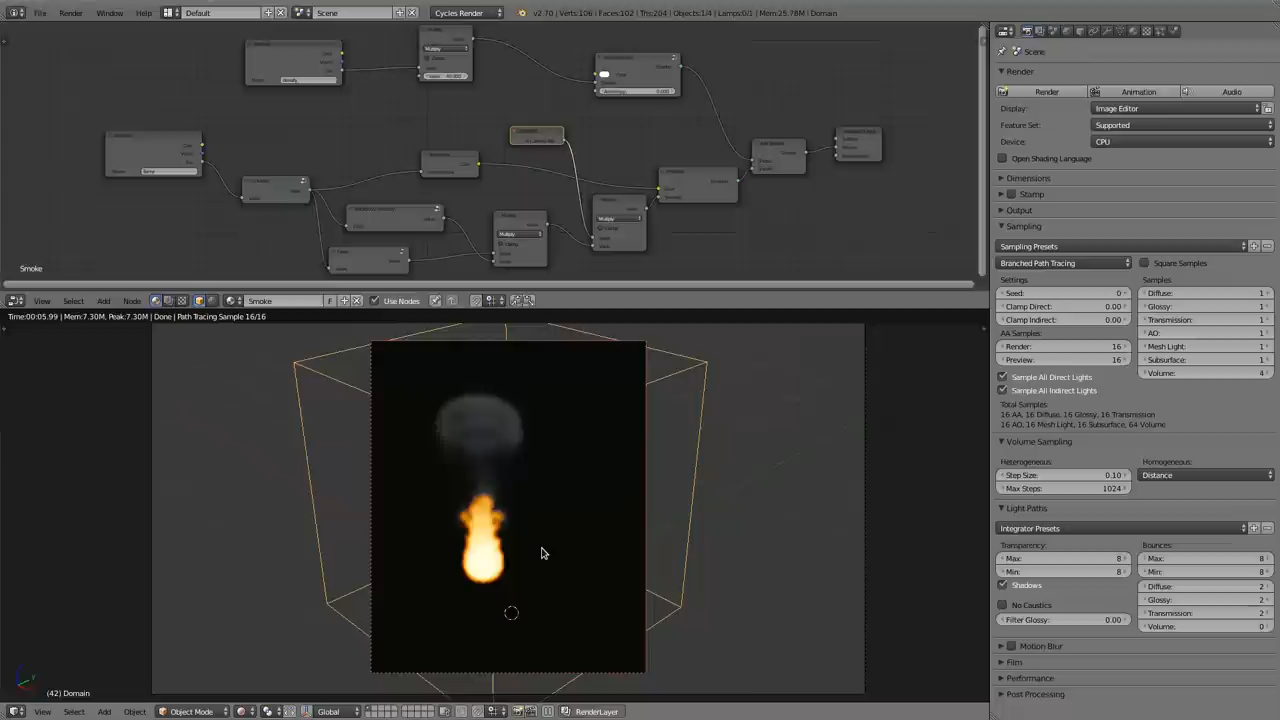 File Render Window Help Default Scene Cycles Render v2.70 | Verts:106 | Faces:102 | Tris:204 | Objects:1/4 | Lamps:0/1 | Mem:25.78M | Domain
Multiply
Multiply
Multiply
Smoke
View Select Add Node Smoke F Use Nodes
Time:00:05.99 | Mem:7.30M, Peak:7.30M | Done | Path Tracing Sample 16/16
(42) Domain
View Select Add Object Object Mode Global RenderLayer
Scene
Render
Render Animation Audio
Display: Image Editor
Feature Set: Supported
Device: CPU
Open Shading Language
Dimensions
Stamp
Output
Sampling
Sampling Presets
Branched Path Tracing Square Samples
Settings Samples:
Seed: 0 Diffuse: 1
Clamp Direct: 0.00 Glossy: 1
Clamp Indirect: 0.00 Transmission: 1
AA Samples: AO: 1
Render: 16 Mesh Light: 1
Preview: 16 Subsurface: 1
Sample All Direct Lights Volume: 4
Sample All Indirect Lights
Total Samples:
16 AA, 16 Diffuse, 16 Glossy, 16 Transmission
16 AO, 16 Mesh Light, 16 Subsurface, 64 Volume
Volume Sampling
Heterogeneous: Homogeneous:
Step Size: 0.10 Distance
Max Steps: 1024
Light Paths
Integrator Presets
Transparency: Bounces:
Max: 8 Max: 8
Min: 8 Min: 8
Shadows Diffuse: 2
No Caustics Glossy: 2
Filter Glossy: 0.00 Transmission: 2
Volume: 0
Motion Blur
Film
Performance
Post Processing